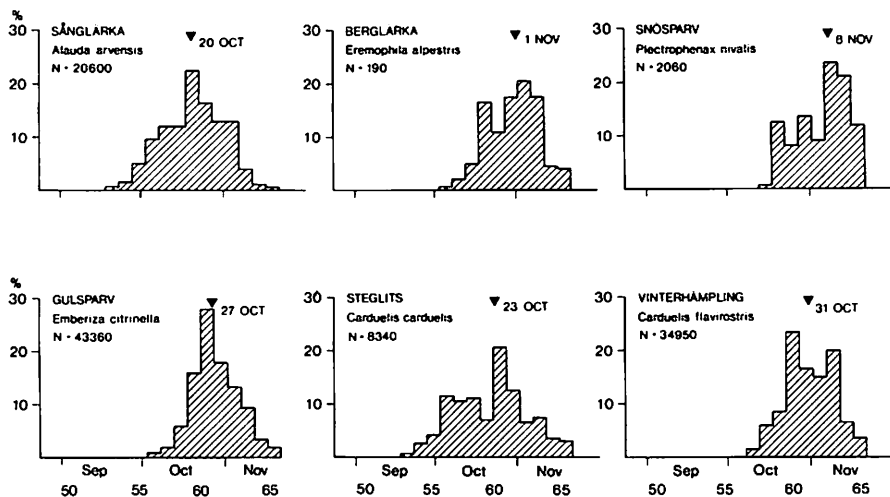 %
30
20
10
SÅNGLÄRKA
Alauda arvensis
N · 20600
20 OCT
30
20
10
BERGLÄRKA
Eremophila alpestris
N · 190
1 NOV
30
20
10
SNÖSPARV
Plectrophenax nivalis
N · 2060
8 NOV
%
30
20
10
GULSPARV
Emberiza citrinella
N · 43360
27 OCT
30
20
10
STEGLITS
Carduelis carduelis
N · 8340
23 OCT
30
20
10
VINTERHÄMPLING
Carduelis flavirostris
N · 34950
31 OCT
Sep Oct Nov
50 55 60 65
Sep Oct Nov
50 55 60 65
Sep Oct Nov
50 55 60 65